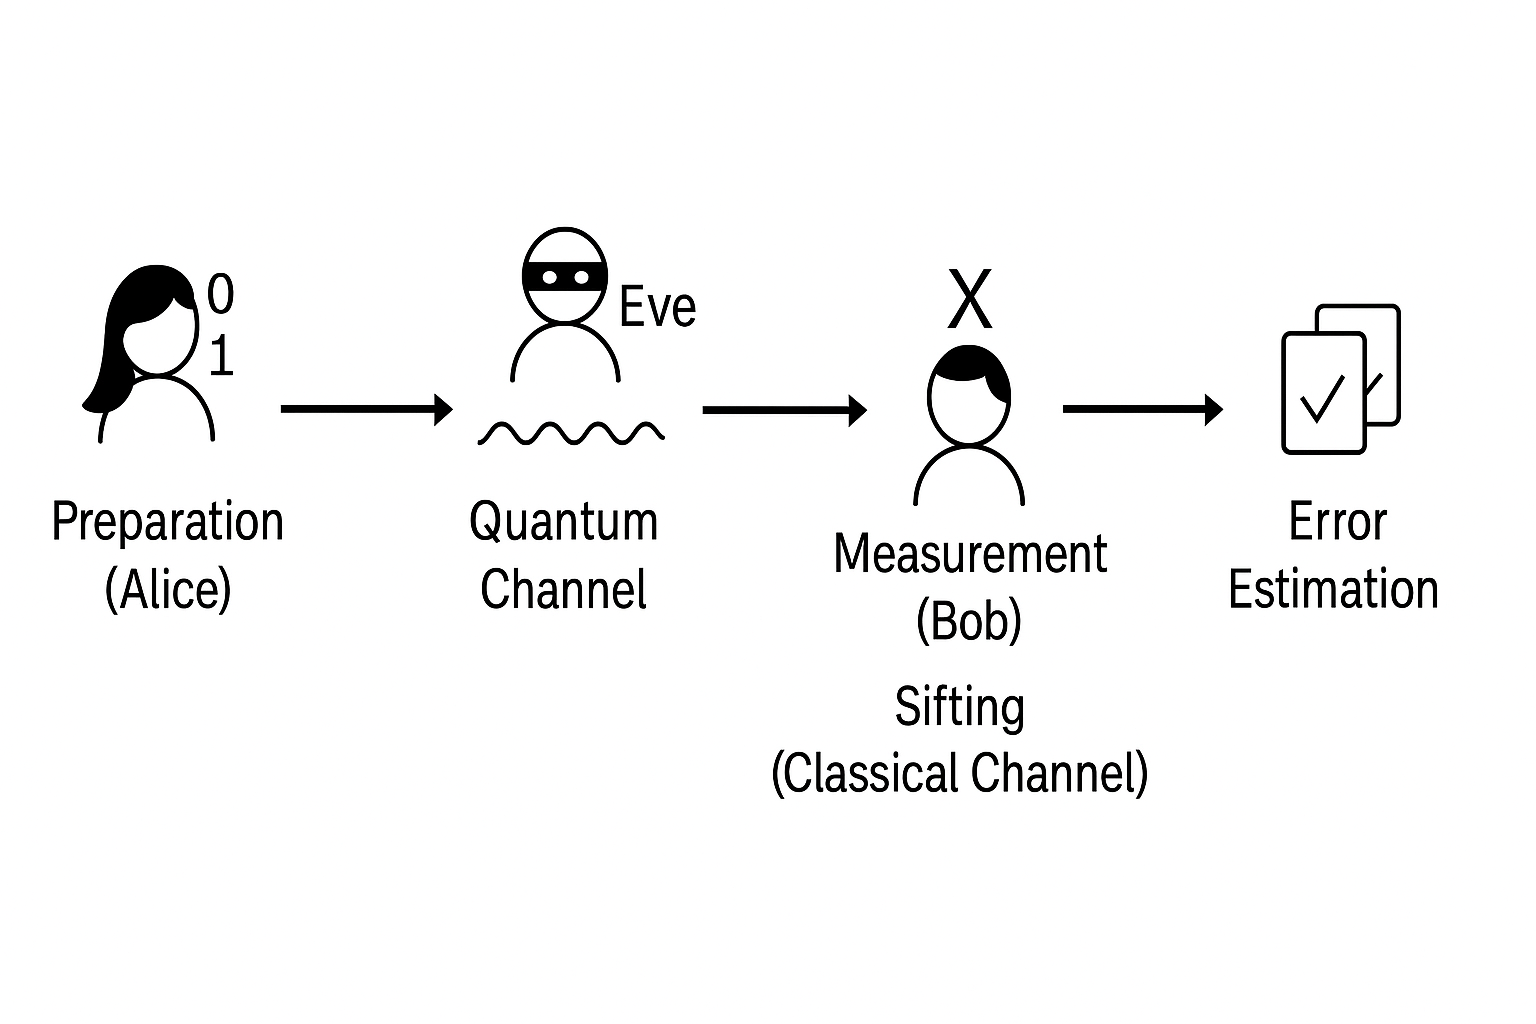 0
1
Preparation
(Alice)
Eve
Quantum
Channel
X
Measurement
(Bob)
Sifting
(Classical Channel)
Error
Estimation